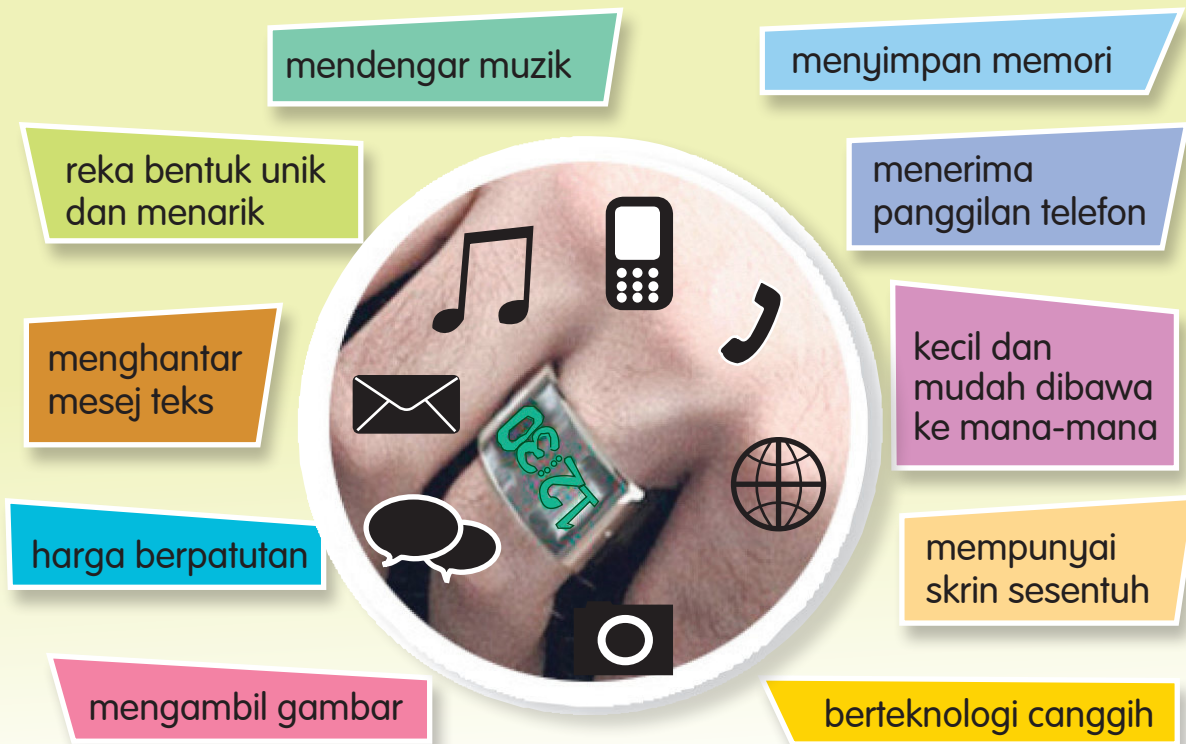 mendengar muzik
menyimpan memori
reka bentuk unik
dan menarik
menerima
panggilan telefon
menghantar
mesej teks
kecil dan
mudah dibawa
ke mana-mana
12:30
harga berpatutan
mempunyai
skrin sesentuh
mengambil gambar
berteknologi canggih